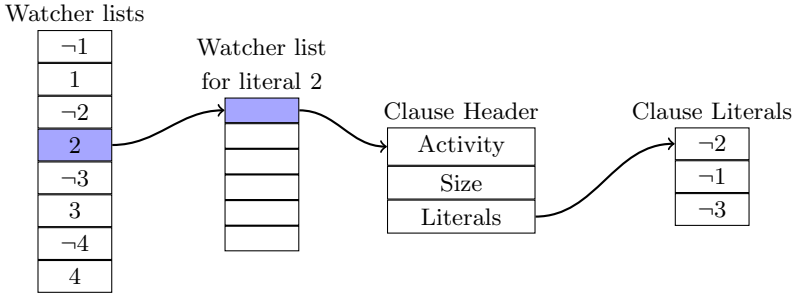 Watcher lists
¬1
1
¬2
2
¬3
3
¬4
4
Watcher list
for literal 2
Clause Header
Activity
Size
Literals
Clause Literals
¬2
¬1
¬3